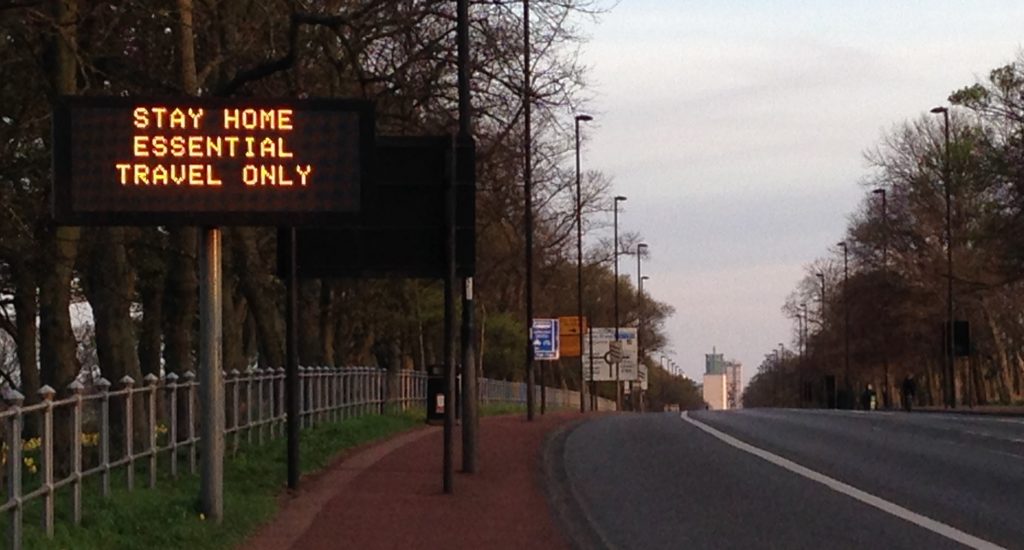 STAY HOME
ESSENTIAL
TRAVEL ONLY